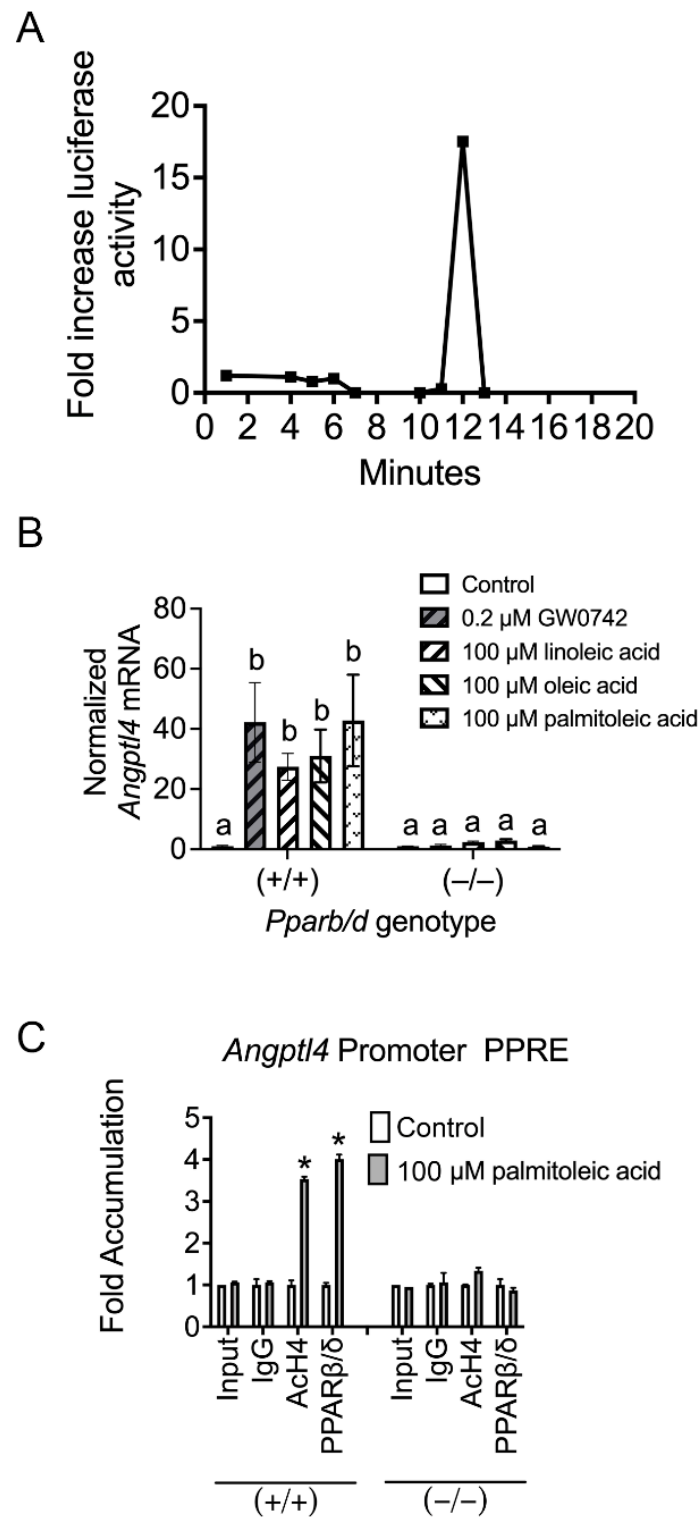 A
Fold increase luciferase
activity
20
15
10
5
0
0 2 4 6 8 10 12 14 16 18 20
Minutes
B
Control
0.2 µM GW0742
100 µM linoleic acid
100 µM oleic acid
100 µM palmitoleic acid
Normalized
Angptl4 mRNA
80
60
40
20
0
a b b b b a a a a a
(+/+) (–/–)
Pparb/d genotype
C
Angptl4 Promoter PPRE
Control
100 µM palmitoleic acid
Fold Accumulation
5
4
3
2
1
0
* *
Input IgG AcH4 PPARβ/δ Input IgG AcH4 PPARβ/δ
(+/+) (–/–)